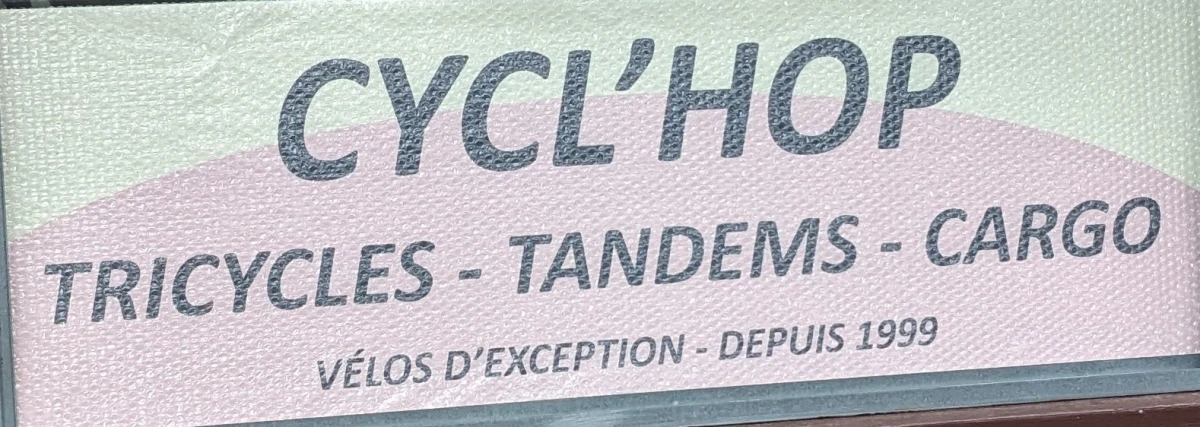 CYCL'HOP
TRICYCLES - TANDEMS - CARGO
VÉLOS D'EXCEPTION - DEPUIS 1999